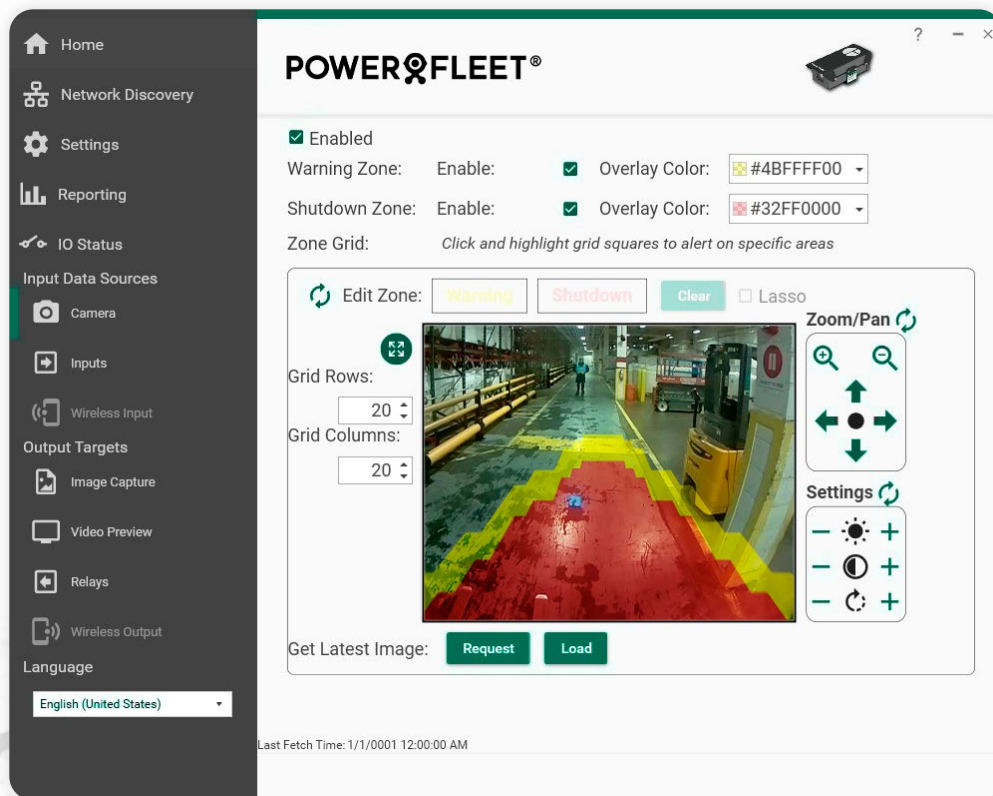 Home
Network Discovery
Settings
Reporting
IO Status
Input Data Sources
Camera
Inputs
Wireless Input
Output Targets
Image Capture
Video Preview
Relays
Wireless Output
Language
English (United States)
?
POWERFLEET®
Enabled
Warning Zone: Enable: Overlay Color: #4BFFFF00
Shutdown Zone: Enable: Overlay Color: #32FF0000
Zone Grid: Click and highlight grid squares to alert on specific areas
Edit Zone: Warning Shutdown Clear Lasso
Zoom/Pan
Grid Rows:
20
Grid Columns:
20
Settings
Get Latest Image: Request Load
Last Fetch Time: 1/1/0001 12:00:00 AM